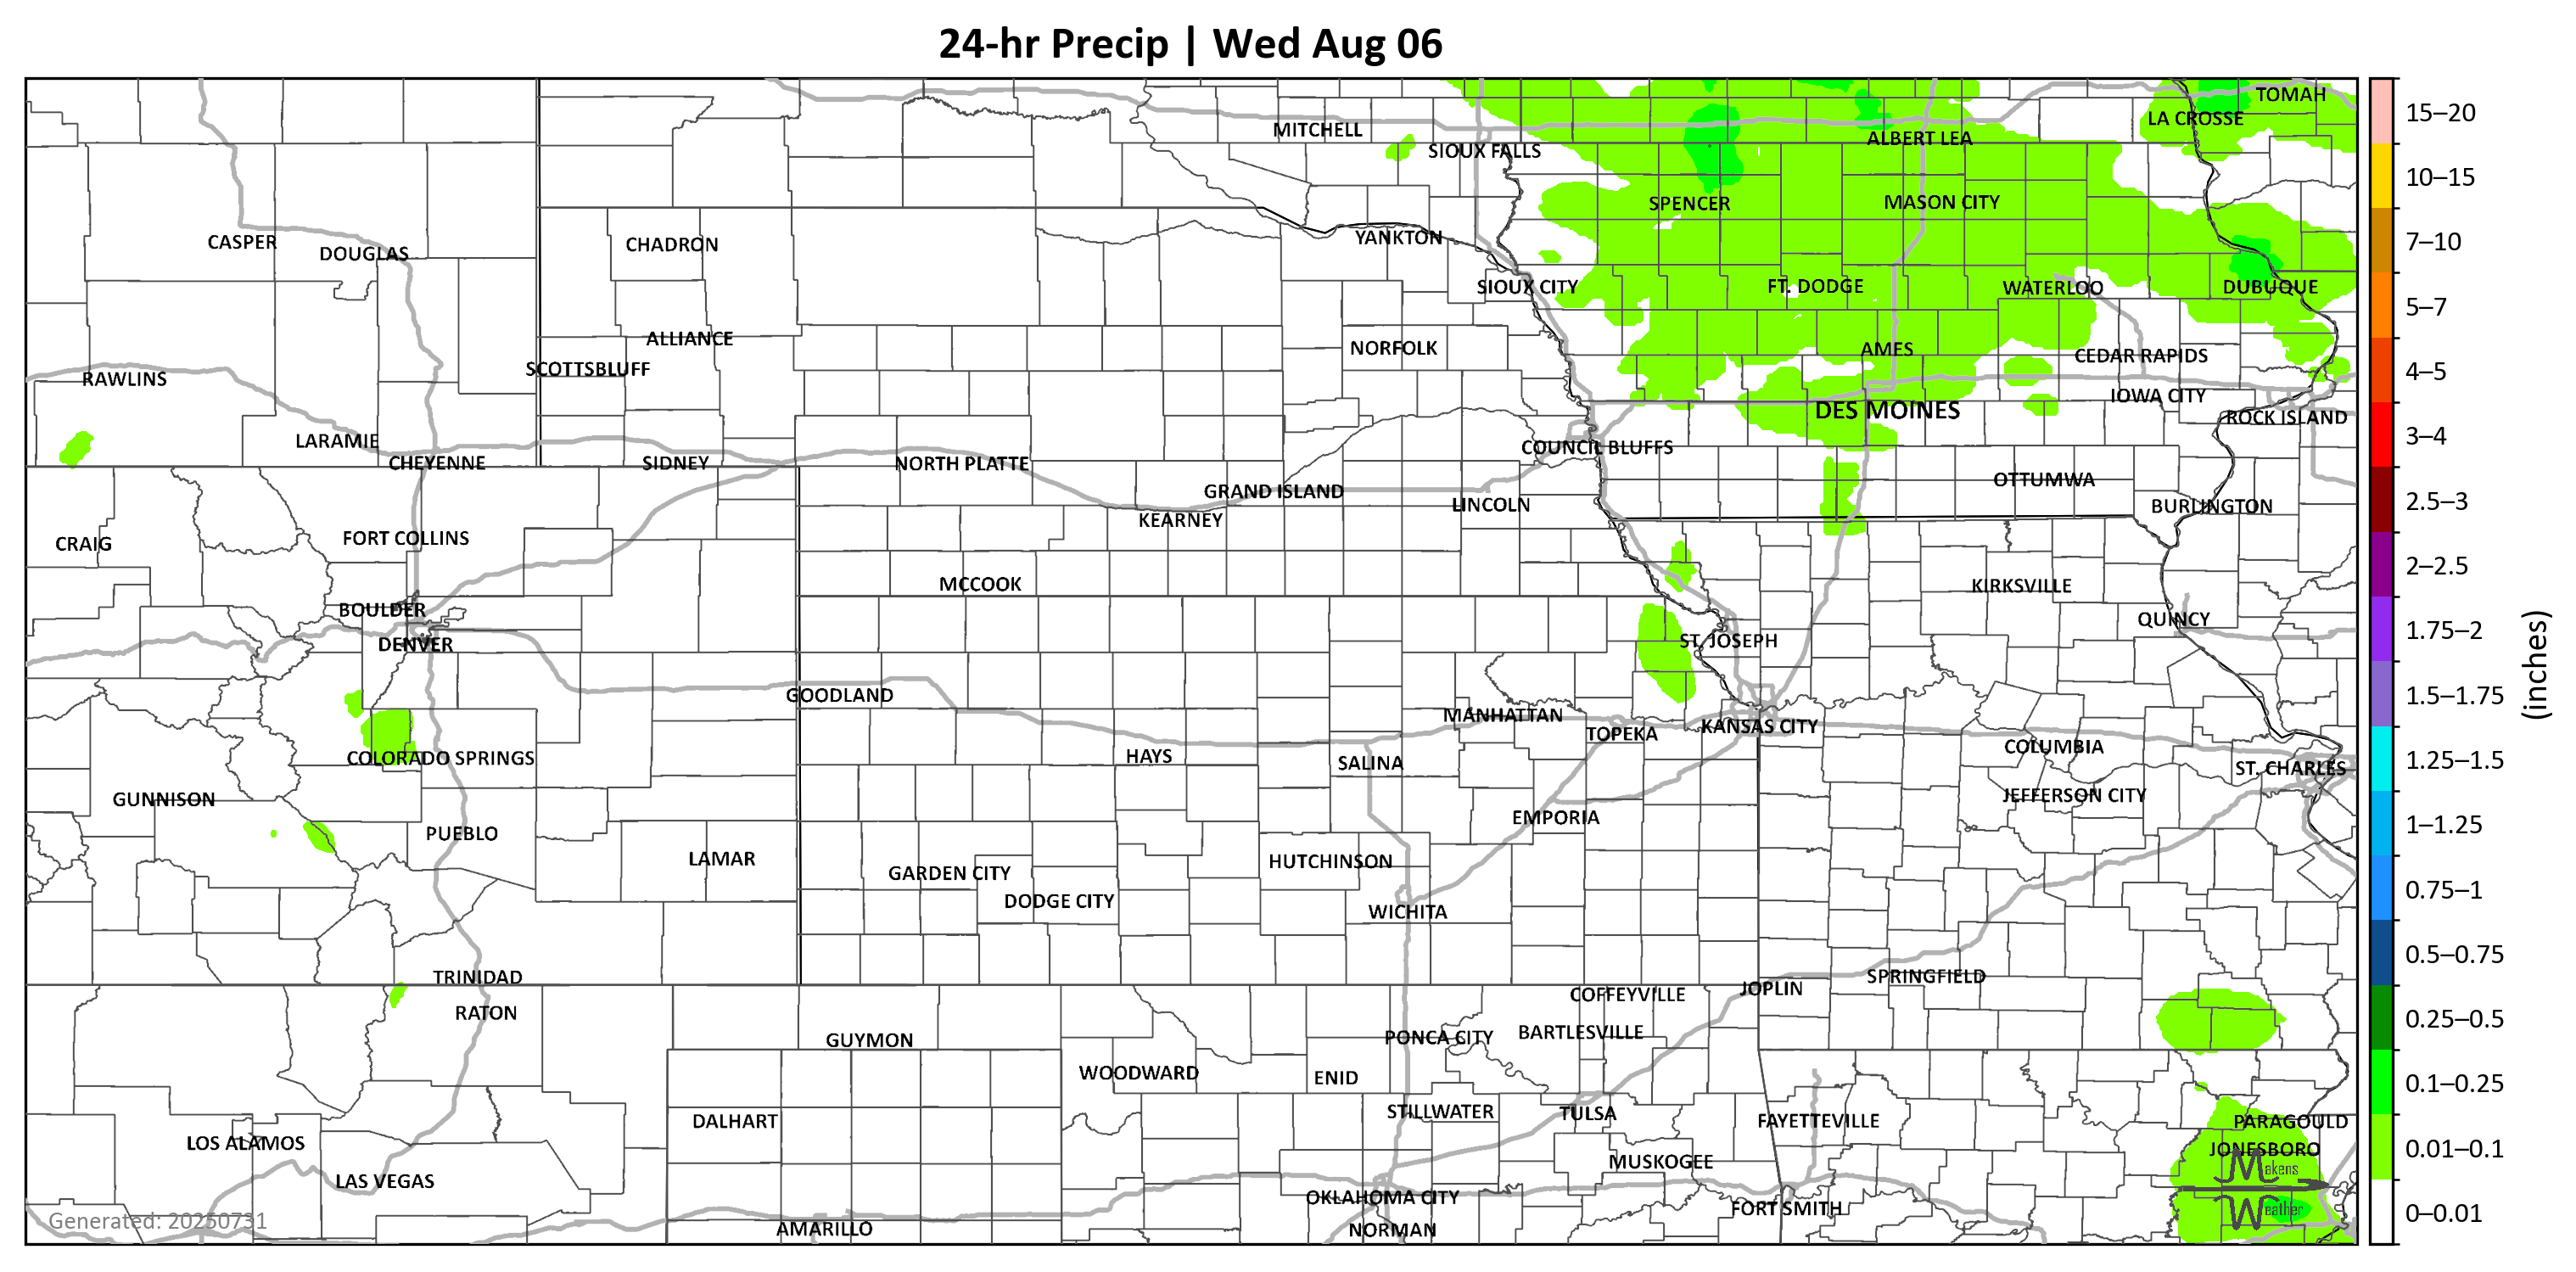 24-hr Precip | Wed Aug 06
TOMAH
LA CROSSE
MITCHELL
ALBERT LEA
SIOUX FALLS
SPENCER
MASON CITY
YANKTON
CASPER
CHADRON
DOUGLAS
SIOUX CITY
FT. DODGE
WATERLOO
DUBUQUE
ALLIANCE
NORFOLK
AMES
CEDAR RAPIDS
SCOTTSBLUFF
RAWLINS
IOWA CITY
DES MOINES
ROCK ISLAND
LARAMIE
COUNCIL BLUFFS
CHEYENNE
SIDNEY
NORTH PLATTE
OTTUMWA
GRAND ISLAND
LINCOLN
BURLINGTON
KEARNEY
FORT COLLINS
CRAIG
MCCOOK
KIRKSVILLE
BOULDER
QUINCY
DENVER
ST. JOSEPH
GOODLAND
MANHATTAN
KANSAS CITY
TOPEKA
COLUMBIA
COLORADO SPRINGS
HAYS
SALINA
ST. CHARLES
GUNNISON
JEFFERSON CITY
EMPORIA
PUEBLO
LAMAR
HUTCHINSON
GARDEN CITY
DODGE CITY
WICHITA
TRINIDAD
SPRINGFIELD
JOPLIN
COFFEYVILLE
RATON
BARTLESVILLE
PONCA CITY
GUYMON
WOODWARD
ENID
STILLWATER
TULSA
DALHART
FAYETTEVILLE
PARAGOULD
LOS ALAMOS
JONESBORO
MUSKOGEE
Makens
LAS VEGAS
OKLAHOMA CITY
FORT SMITH
Weather
Generated: 20250731
AMARILLO
NORMAN
15–20
10–15
7–10
5–7
4–5
3–4
2.5–3
2–2.5
1.75–2
1.5–1.75
1.25–1.5
1–1.25
0.75–1
0.5–0.75
0.25–0.5
0.1–0.25
0.01–0.1
0–0.01
(inches)